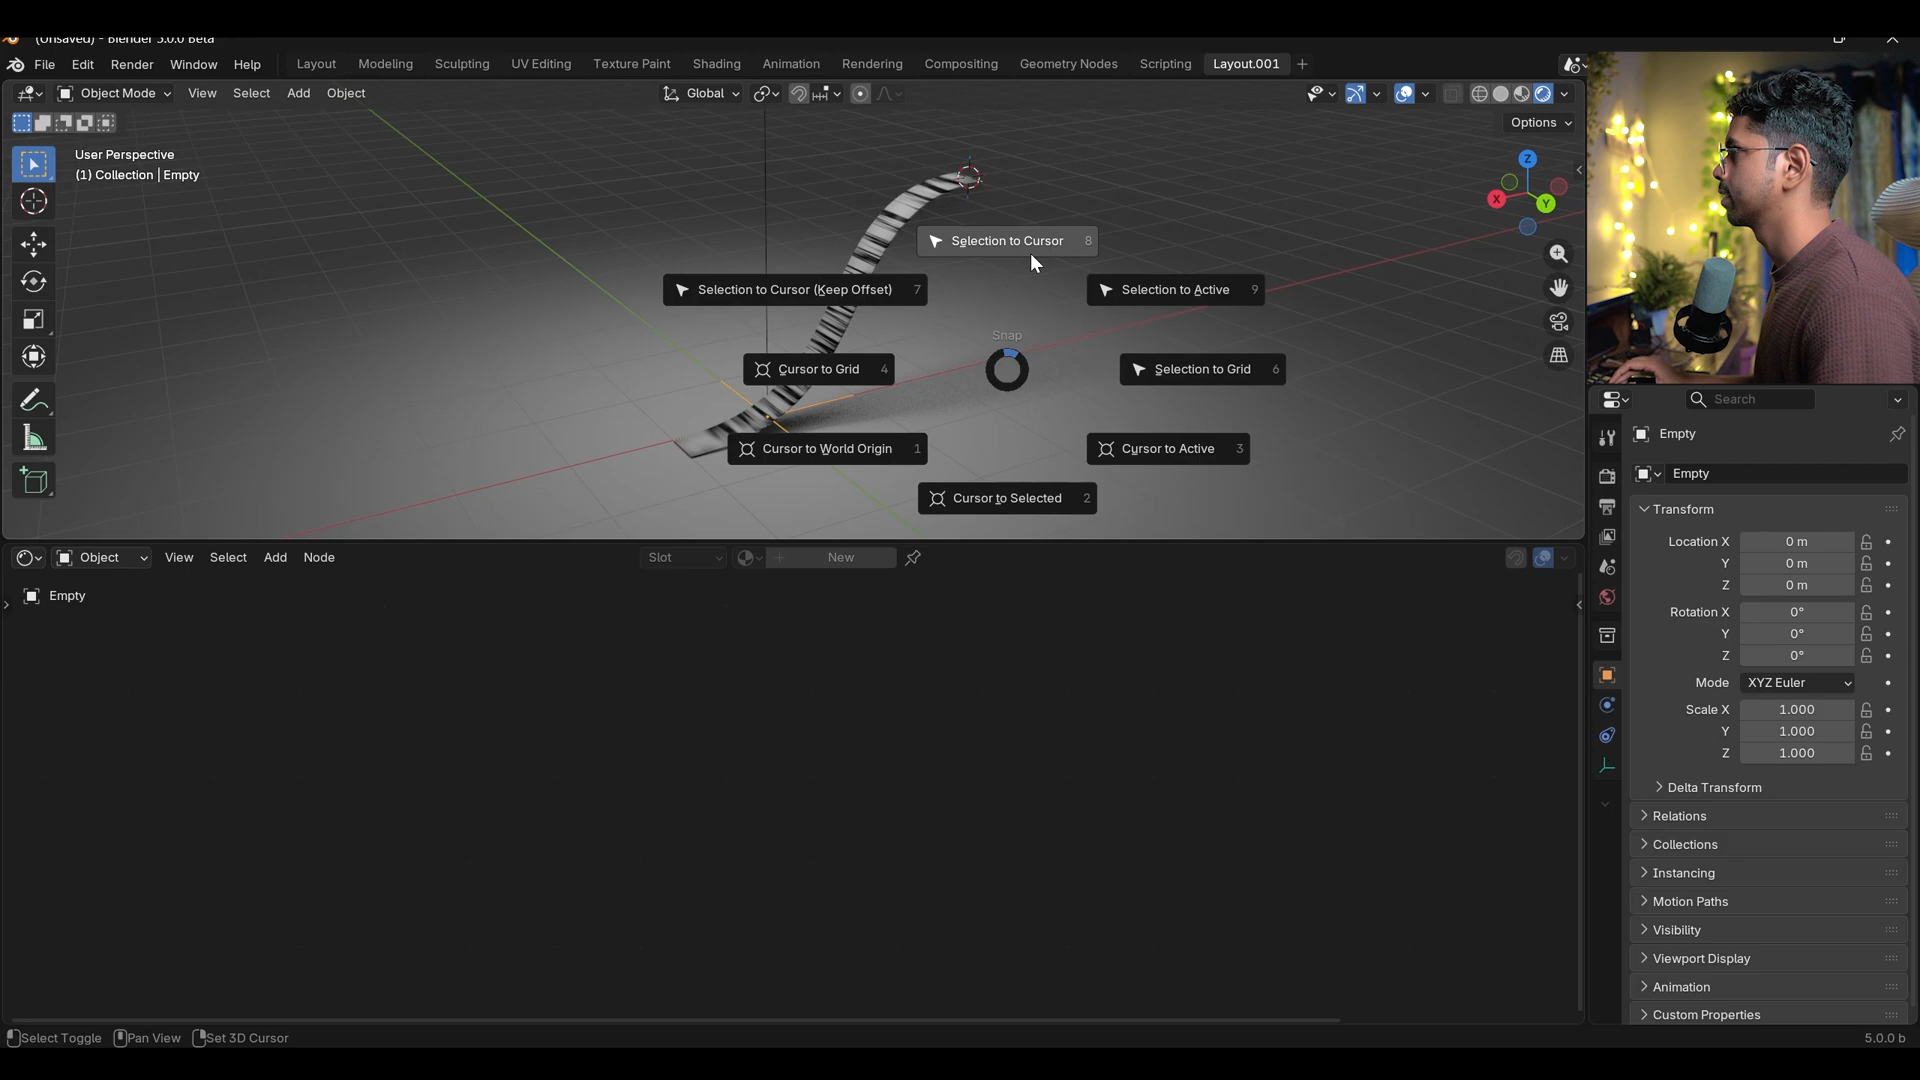 (Unsaved) - Blender 5.0.0 Beta
File Edit Render Window Help
Layout Modeling Sculpting UV Editing Texture Paint Shading Animation Rendering Compositing Geometry Nodes Scripting Layout.001
Object Mode View Select Add Object
Global
Options
User Perspective
(1) Collection | Empty
Z
X
Y
Selection to Cursor 8
Selection to Cursor (Keep Offset) 7
Selection to Active 9
Snap
Cursor to Grid 4
Selection to Grid 6
Cursor to World Origin 1
Cursor to Active 3
Cursor to Selected 2
Object View Select Add Node
Slot
New
Empty
Search
Empty
Empty
Transform
Location X 0 m
Y 0 m
Z 0 m
Rotation X 0°
Y 0°
Z 0°
Mode XYZ Euler
Scale X 1.000
Y 1.000
Z 1.000
Delta Transform
Relations
Collections
Instancing
Motion Paths
Visibility
Viewport Display
Animation
Custom Properties
Select Toggle Pan View Set 3D Cursor
5.0.0 b